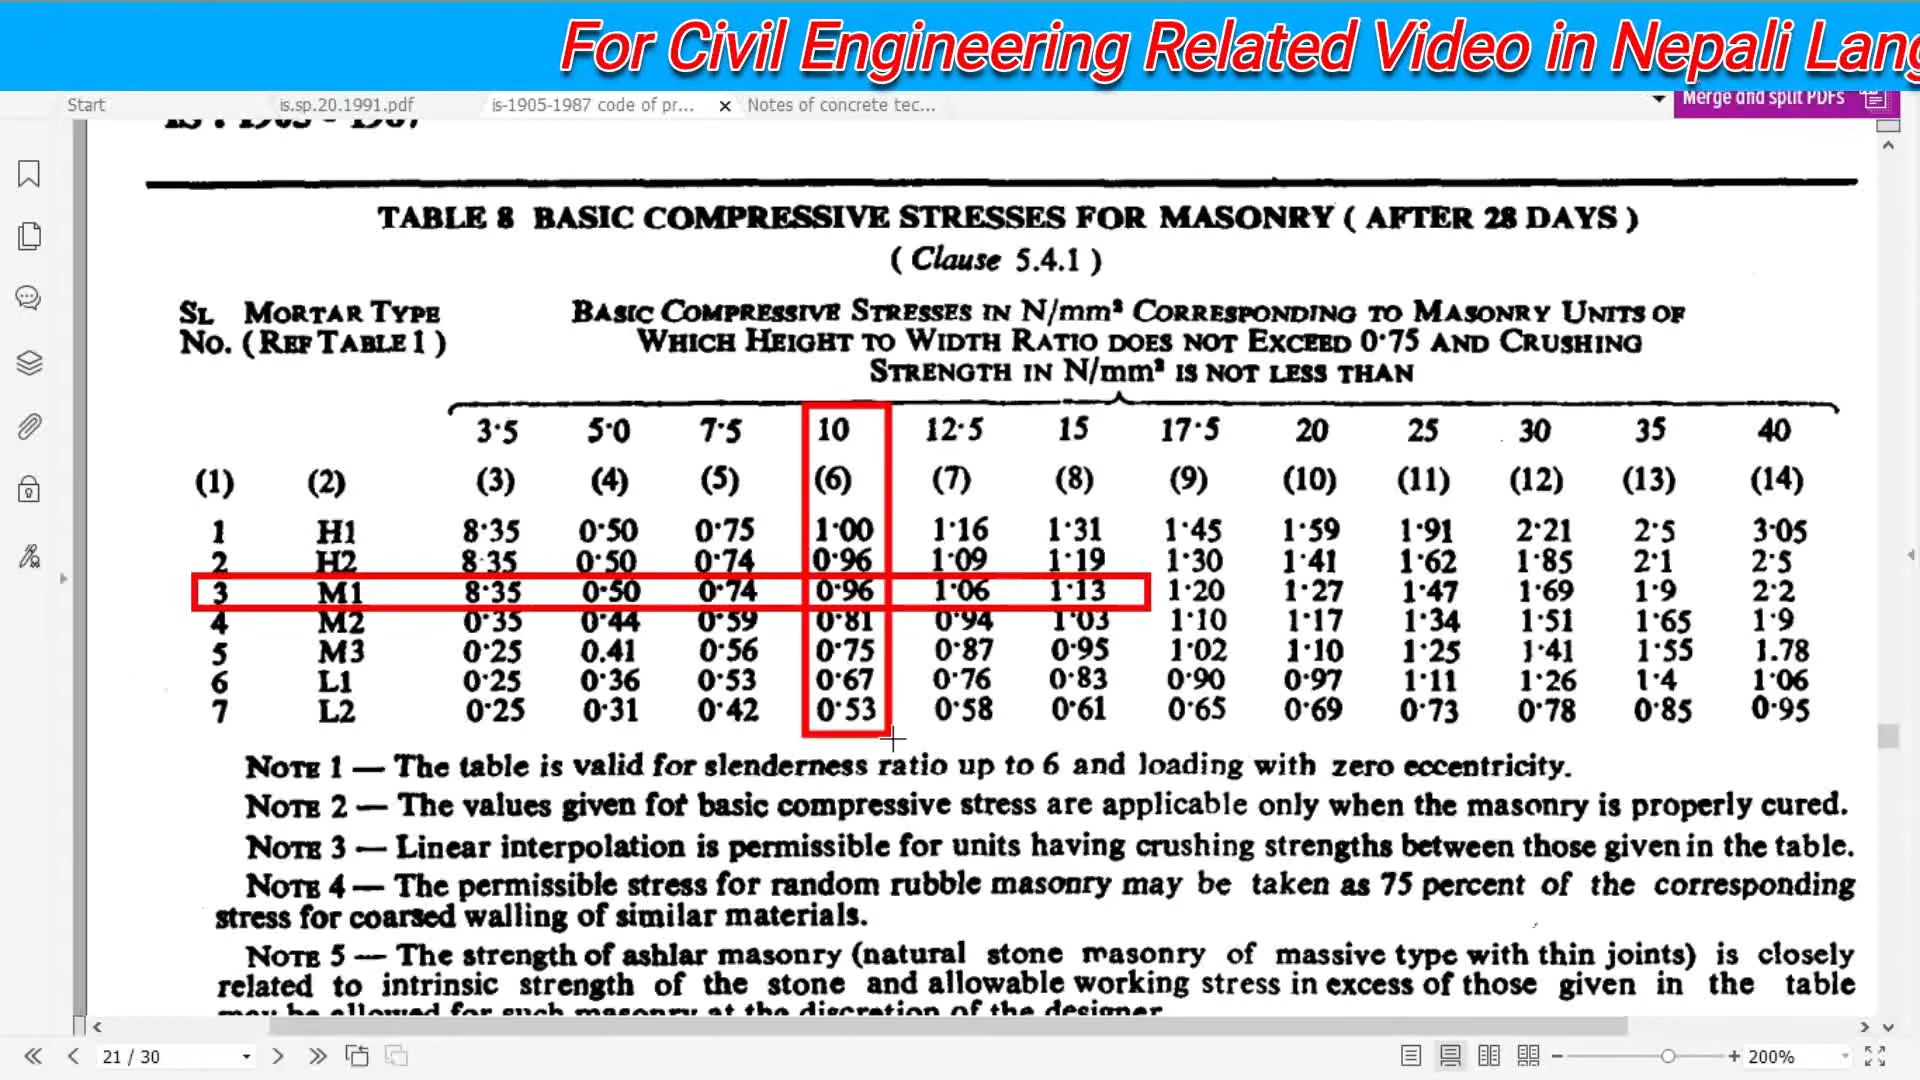 For Civil Engineering Related Video in Nepali Lang
Start is.sp.20.1991.pdf is-1905-1987 code of pr... Notes of concrete tec... Merge and split PDFs
IS : 1905 - 1987
TABLE 8 BASIC COMPRESSIVE STRESSES FOR MASONRY ( AFTER 28 DAYS )
( Clause 5.4.1 )
SL MORTAR TYPE BASIC COMPRESSIVE STRESSES IN N/mm² CORRESPONDING TO MASONRY UNITS OF
NO. ( REF TABLE 1 ) WHICH HEIGHT TO WIDTH RATIO DOES NOT EXCEED 0·75 AND CRUSHING
STRENGTH IN N/mm² IS NOT LESS THAN
3·5 5·0 7·5 10 12·5 15 17·5 20 25 30 35 40
(1) (2) (3) (4) (5) (6) (7) (8) (9) (10) (11) (12) (13) (14)
1 H1 8·35 0·50 0·75 1·00 1·16 1·31 1·45 1·59 1·91 2·21 2·5 3·05
2 H2 8·35 0·50 0·74 0·96 1·09 1·19 1·30 1·41 1·62 1·85 2·1 2·5
3 M1 8·35 0·50 0·74 0·96 1·06 1·13 1·20 1·27 1·47 1·69 1·9 2·2
4 M2 0·35 0·44 0·59 0·81 0·94 1·03 1·10 1·17 1·34 1·51 1·65 1·9
5 M3 0·25 0.41 0·56 0·75 0·87 0·95 1·02 1·10 1·25 1·41 1·55 1.78
6 L1 0·25 0·36 0·53 0·67 0·76 0·83 0·90 0·97 1·11 1·26 1·4 1·06
7 L2 0·25 0·31 0·42 0·53 0·58 0·61 0·65 0·69 0·73 0·78 0·85 0·95
NOTE 1 — The table is valid for slenderness ratio up to 6 and loading with zero eccentricity.
NOTE 2 — The values given for basic compressive stress are applicable only when the masonry is properly cured.
NOTE 3 — Linear interpolation is permissible for units having crushing strengths between those given in the table.
NOTE 4 — The permissible stress for random rubble masonry may be taken as 75 percent of the corresponding
stress for coarsed walling of similar materials.
NOTE 5 — The strength of ashlar masonry (natural stone masonry of massive type with thin joints) is closely
related to intrinsic strength of the stone and allowable working stress in excess of those given in the table
may be allowed for such masonry at the discretion of the designer.
21 / 30 200%